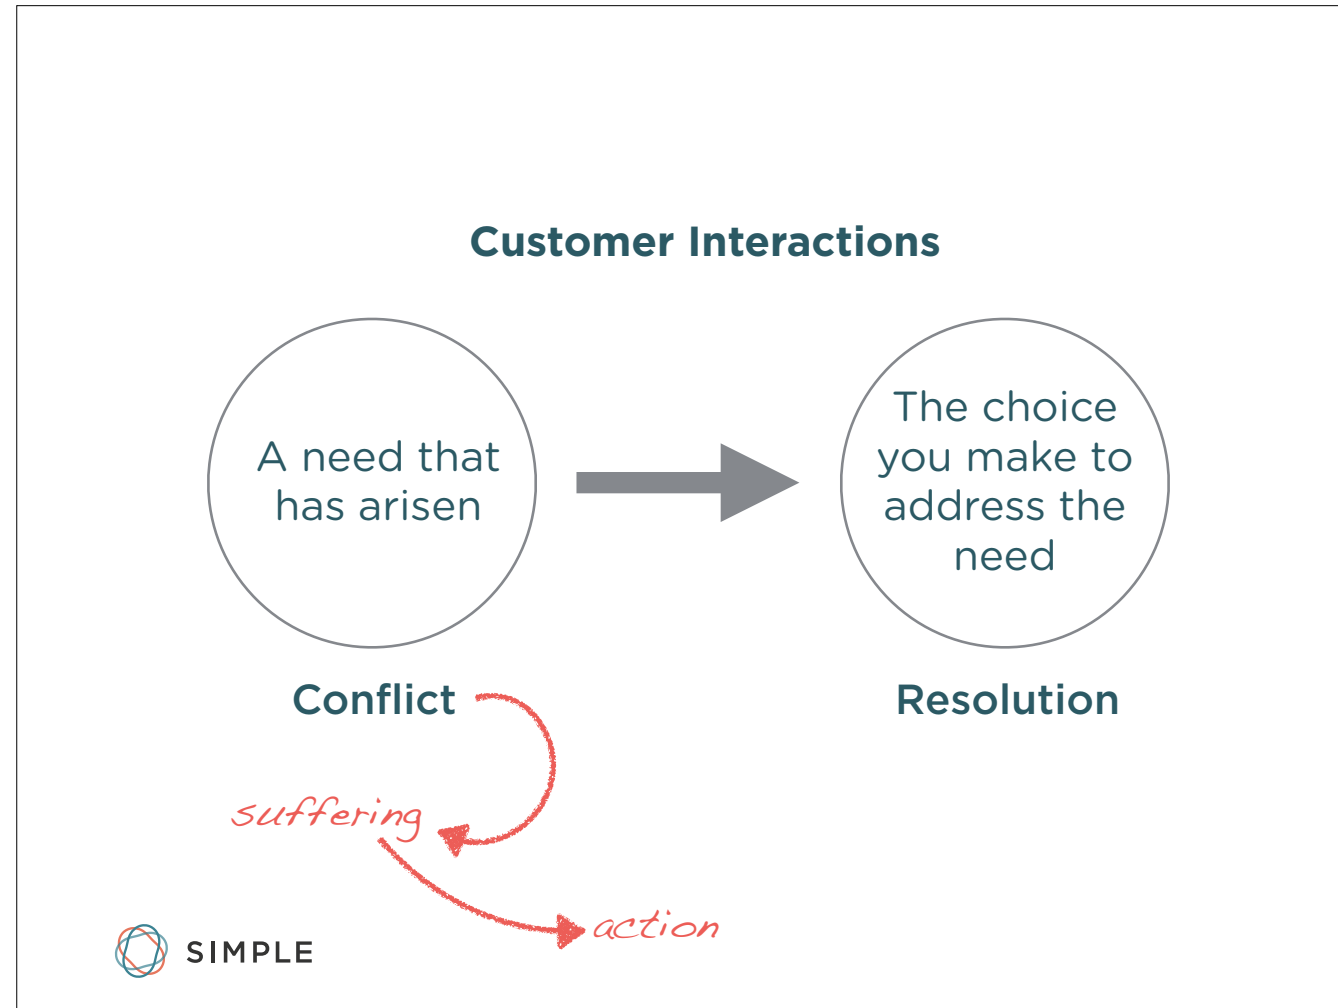 Customer Interactions
A need that
has arisen
The choice
you make to
address the
need
Conflict
Resolution
suffering
action
SIMPLE